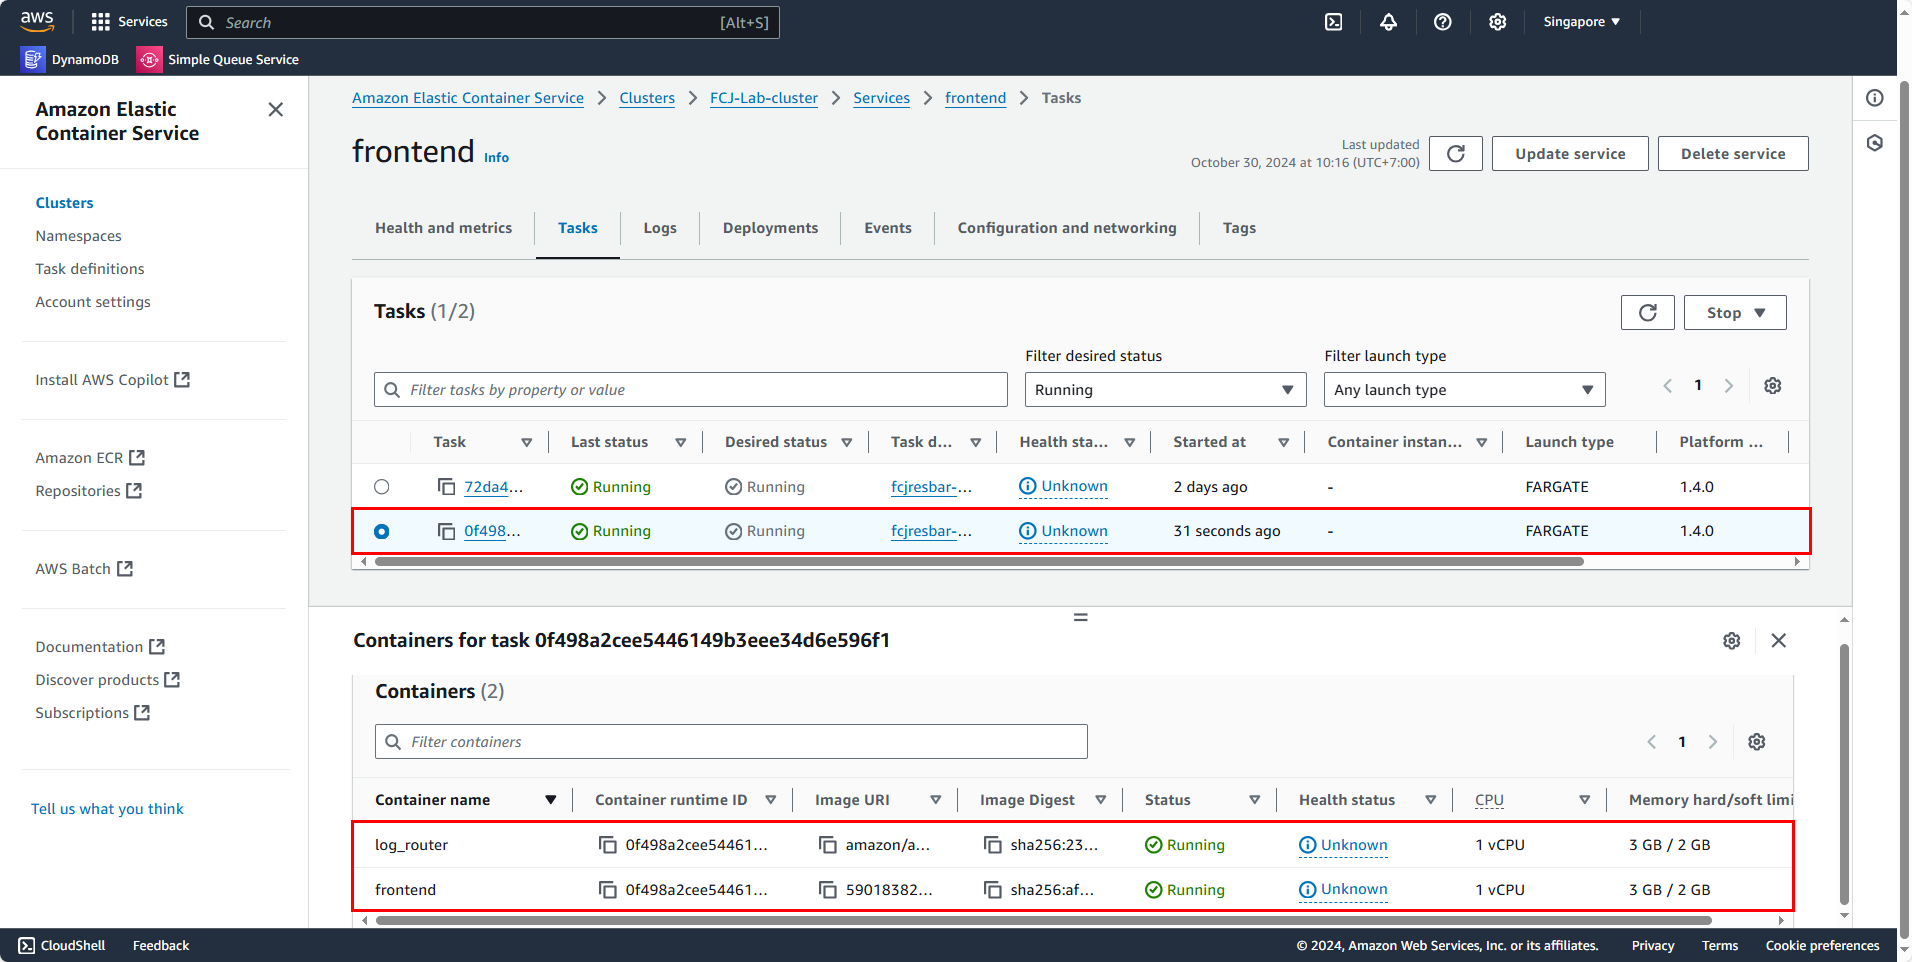 aws
Services
Search
[Alt+S]
Singapore
DynamoDB
Simple Queue Service
Amazon Elastic
Container Service
Clusters
Namespaces
Task definitions
Account settings
Install AWS Copilot
Amazon ECR
Repositories
AWS Batch
Documentation
Discover products
Subscriptions
Tell us what you think
Amazon Elastic Container Service > Clusters > FCJ-Lab-cluster > Services > frontend > Tasks
frontend Info
Last updated
October 30, 2024 at 10:16 (UTC+7:00)
Update service
Delete service
Health and metrics
Tasks
Logs
Deployments
Events
Configuration and networking
Tags
Tasks (1/2)
Stop
Filter desired status
Filter launch type
Filter tasks by property or value
Running
Any launch type
1
Task Last status Desired status Task d... Health sta... Started at Container instan... Launch type Platform ...
72da4... Running Running fcjresbar-... Unknown 2 days ago - FARGATE 1.4.0
0f498... Running Running fcjresbar-... Unknown 31 seconds ago - FARGATE 1.4.0
Containers for task 0f498a2cee5446149b3eee34d6e596f1
Containers (2)
Filter containers
1
Container name Container runtime ID Image URI Image Digest Status Health status CPU Memory hard/soft limi
log_router 0f498a2cee54461... amazon/a... sha256:23... Running Unknown 1 vCPU 3 GB / 2 GB
frontend 0f498a2cee54461... 59018382... sha256:af... Running Unknown 1 vCPU 3 GB / 2 GB
CloudShell
Feedback
© 2024, Amazon Web Services, Inc. or its affiliates.
Privacy
Terms
Cookie preferences